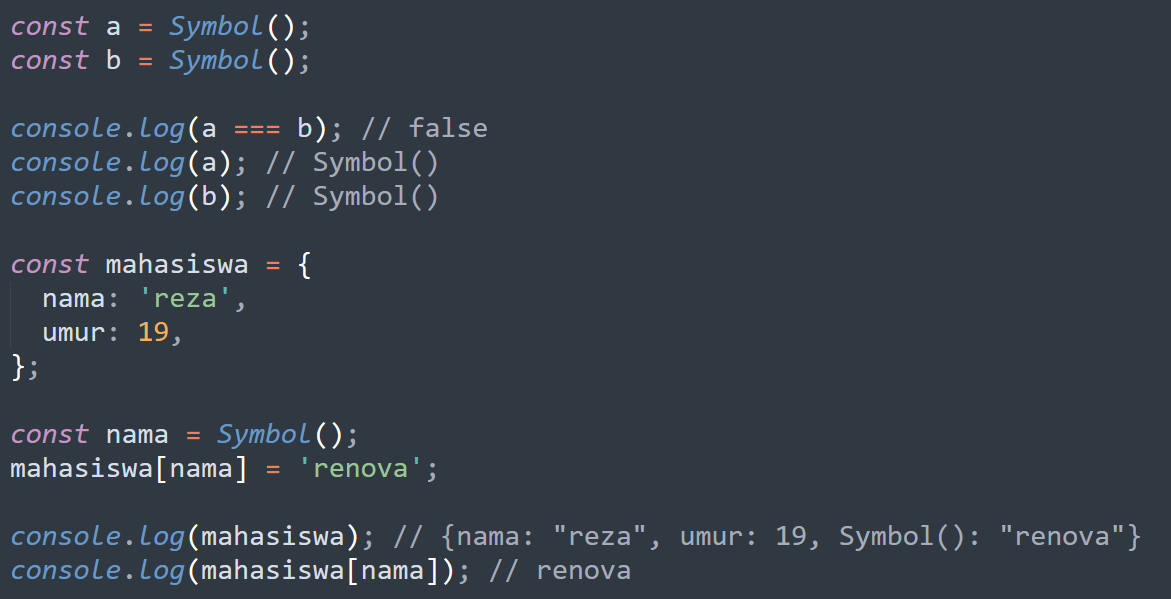 const a = Symbol();
const b = Symbol();

console.log(a === b); // false
console.log(a); // Symbol()
console.log(b); // Symbol()

const mahasiswa = {
  nama: 'reza',
  umur: 19,
};

const nama = Symbol();
mahasiswa[nama] = 'renova';

console.log(mahasiswa); // {nama: "reza", umur: 19, Symbol(): "renova"}
console.log(mahasiswa[nama]); // renova